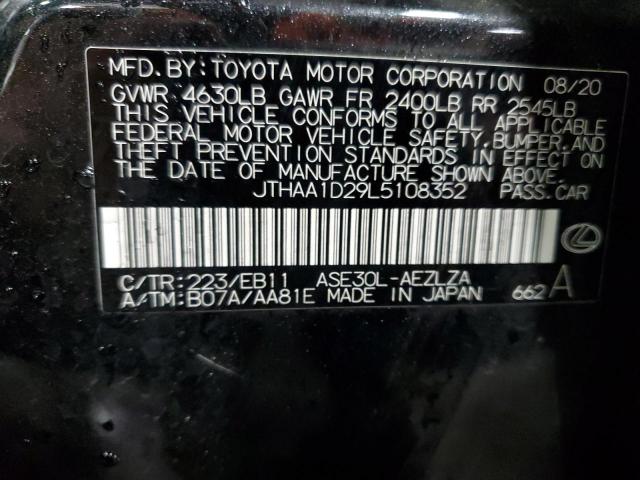 MFD.BY:TOYOTA MOTOR CORPORATION 08/20
GVWR 4630LB GAWR FR 2400LB RR 2545LB
THIS VEHICLE CONFORMS TO ALL APPLICABLE
FEDERAL MOTOR VEHICLE SAFETY,BUMPER,AND
THEFT PREVENTION STANDARDS IN EFFECT ON
THE DATE OF MANUFACTURE SHOWN ABOVE.
JTHAA1D29L5108352 PASS.CAR
C/TR:223/EB11 ASE30L-AEZLZA
A/TM:B07A/AA81E MADE IN JAPAN 662 A